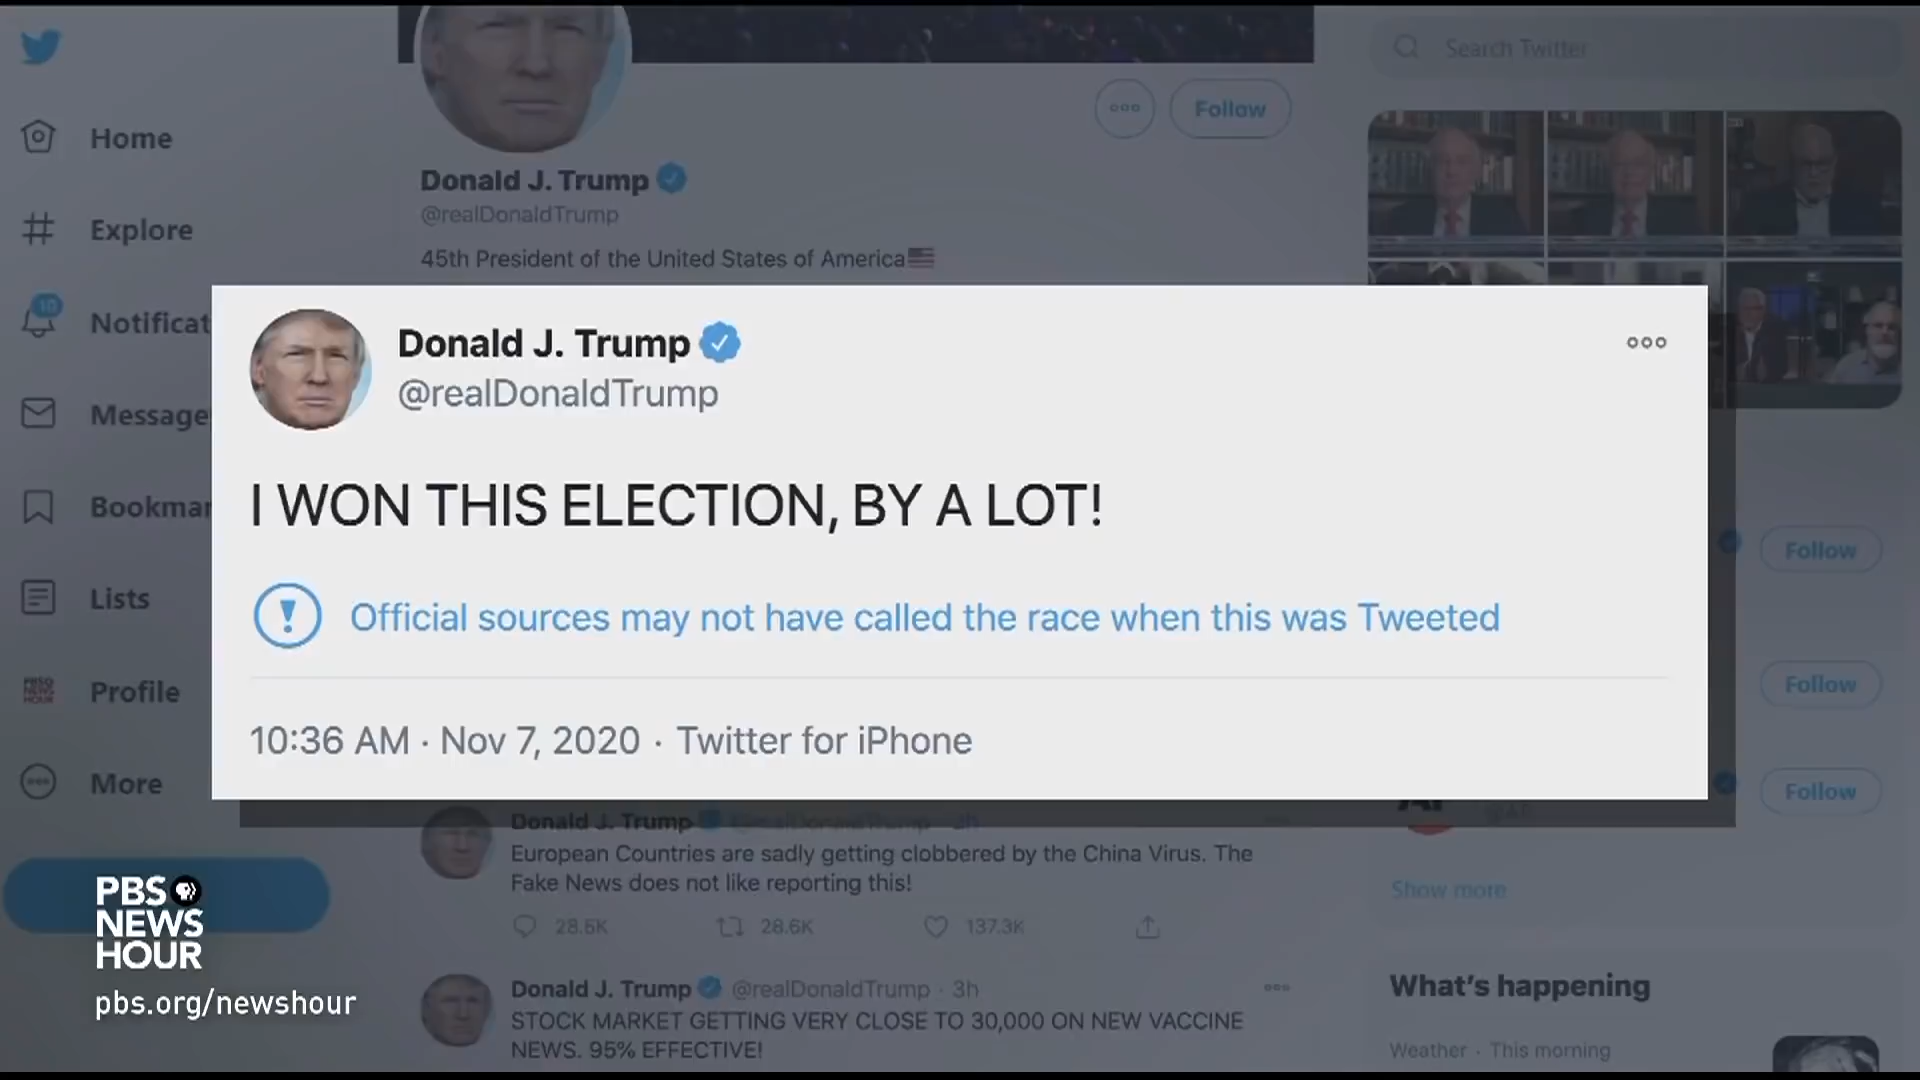 Search Twitter
Home
Follow
Donald J. Trump
@realDonaldTrump
Explore
45th President of the United States of America
10
Notificat
Donald J. Trump
@realDonaldTrump
Message
I WON THIS ELECTION, BY A LOT!
Bookmar
Follow
Official sources may not have called the race when this was Tweeted
Lists
Follow
Profile
10:36 AM · Nov 7, 2020 · Twitter for iPhone
More
Follow
Donald J. Trump
European Countries are sadly getting clobbered by the China Virus. The
Fake News does not like reporting this!
28.6K
137.3K
Show more
PBS
NEWS
HOUR
pbs.org/newshour
Donald J. Trump @realDonaldTrump · 3h
STOCK MARKET GETTING VERY CLOSE TO 30,000 ON NEW VACCINE
NEWS. 95% EFFECTIVE!
What's happening
Weather · This morning